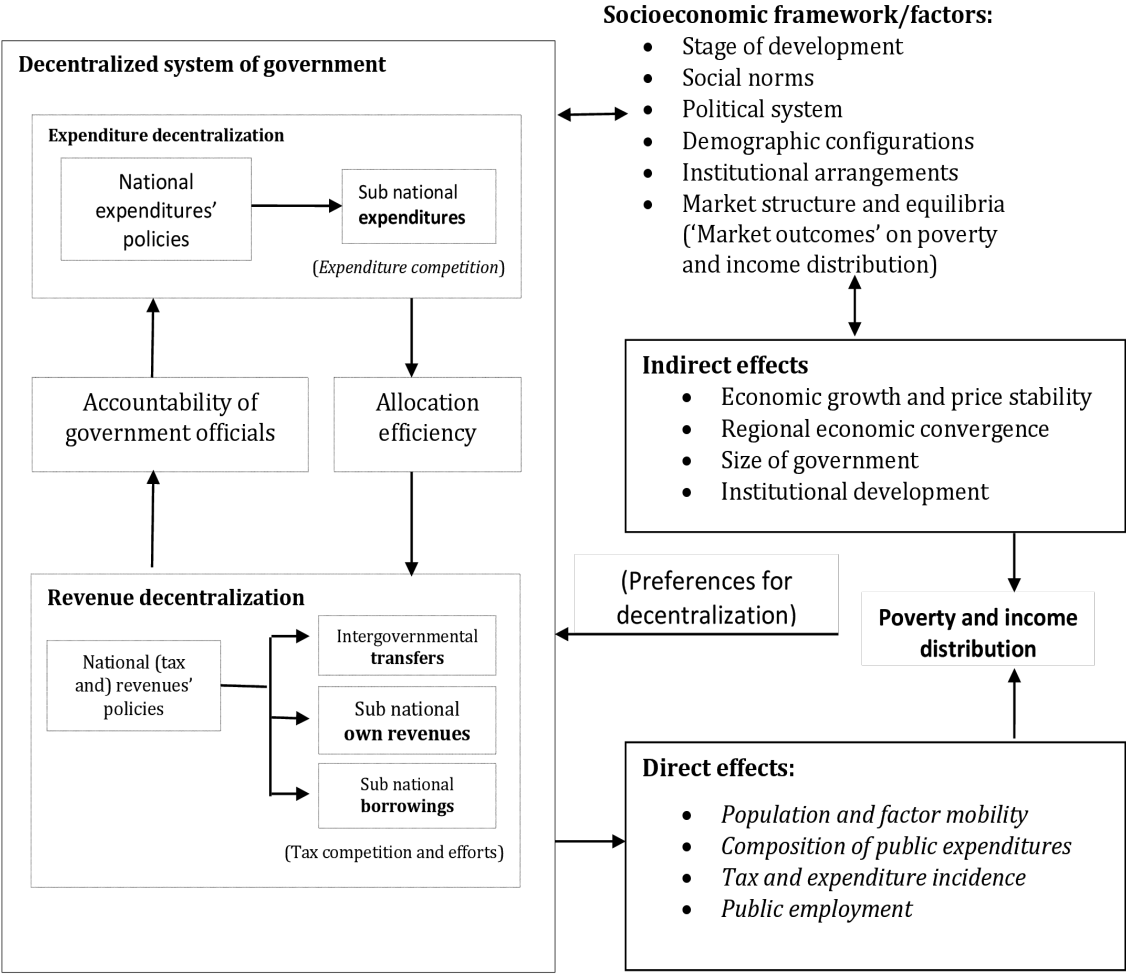 Socioeconomic framework/factors:
• Stage of development
• Social norms
• Political system
• Demographic configurations
• Institutional arrangements
• Market structure and equilibria
(‘Market outcomes’ on poverty
and income distribution)
Decentralized system of government
Expenditure decentralization
National
expenditures’
policies
Sub national
expenditures
(Expenditure competition)
Accountability of
government officials
Allocation
efficiency
Revenue decentralization
National (tax
and) revenues’
policies
Intergovernmental
transfers
Sub national
own revenues
Sub national
borrowings
(Tax competition and efforts)
Indirect effects
• Economic growth and price stability
• Regional economic convergence
• Size of government
• Institutional development
(Preferences for
decentralization)
Poverty and income
distribution
Direct effects:
• Population and factor mobility
• Composition of public expenditures
• Tax and expenditure incidence
• Public employment